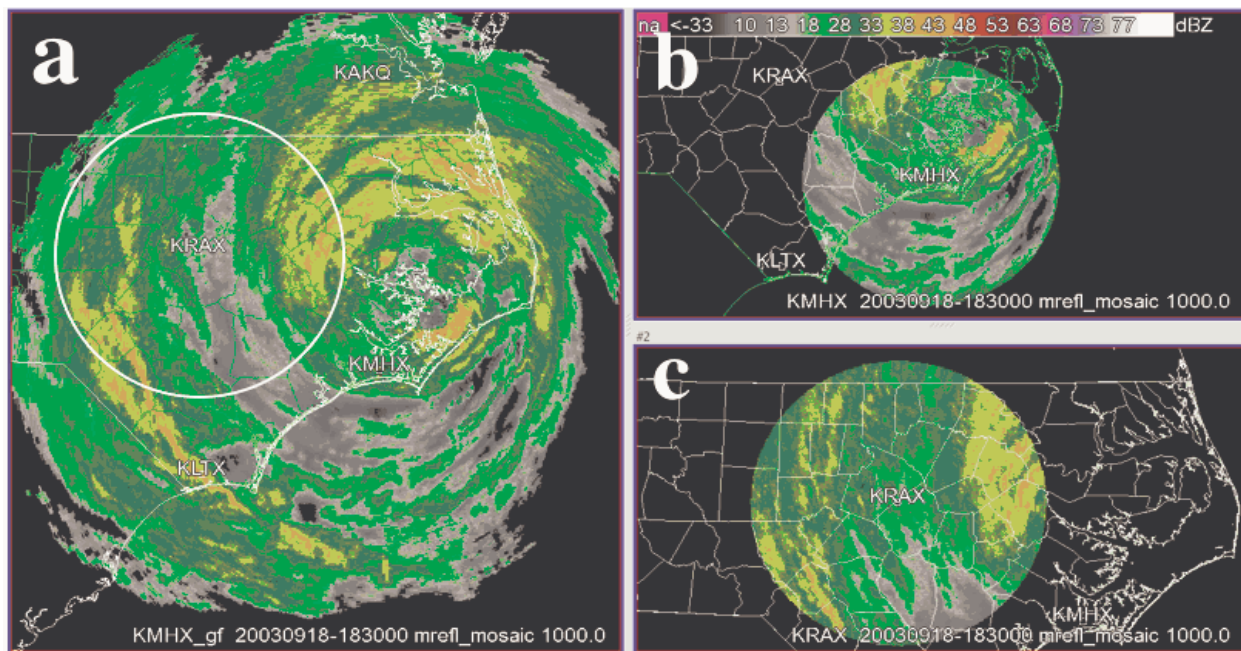 a
KAKQ
KRAX
KMHX
KLTX
KMHX_gf 20030918-183000 mrefl_mosaic 1000.0
na <-33 10 13 18 28 33 38 43 48 53 63 68 73 77 dBZ
b
KRAX
KMHX
KLTX
KMHX 20030918-183000 mrefl_mosaic 1000.0
#2
c
KRAX
KMHX
KRAX 20030918-183000 mrefl_mosaic 1000.0